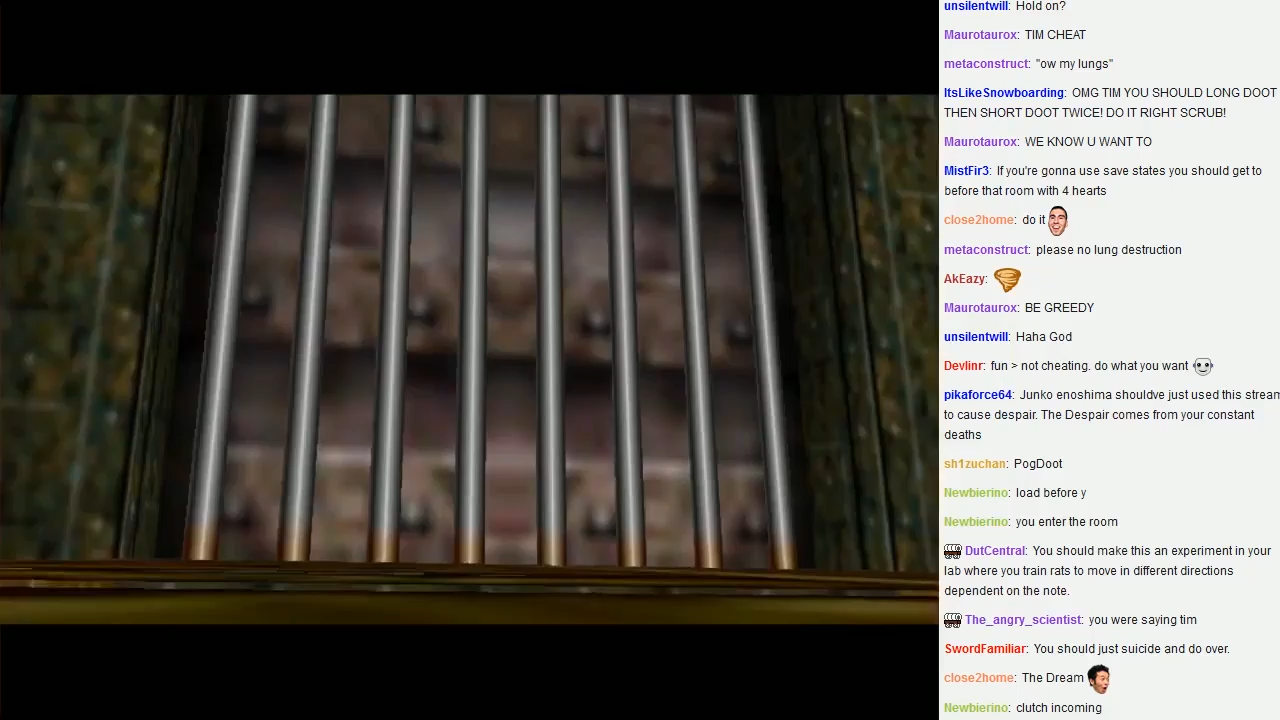 unsilentwill: Hold on?
Maurotaurox: TIM CHEAT
metaconstruct: "ow my lungs"
ItsLikeSnowboarding: OMG TIM YOU SHOULD LONG DOOT
THEN SHORT DOOT TWICE! DO IT RIGHT SCRUB!
Maurotaurox: WE KNOW U WANT TO
MistFir3: If you're gonna use save states you should get to
before that room with 4 hearts
close2home: do it
metaconstruct: please no lung destruction
AkEazy:
Maurotaurox: BE GREEDY
unsilentwill: Haha God
Devlinr: fun > not cheating. do what you want
pikaforce64: Junko enoshima shouldve just used this stream
to cause despair. The Despair comes from your constant
deaths
sh1zuchan: PogDoot
Newbierino: load before y
Newbierino: you enter the room
DutCentral: You should make this an experiment in your
lab where you train rats to move in different directions
dependent on the note.
The_angry_scientist: you were saying tim
SwordFamiliar: You should just suicide and do over.
close2home: The Dream
Newbierino: clutch incoming